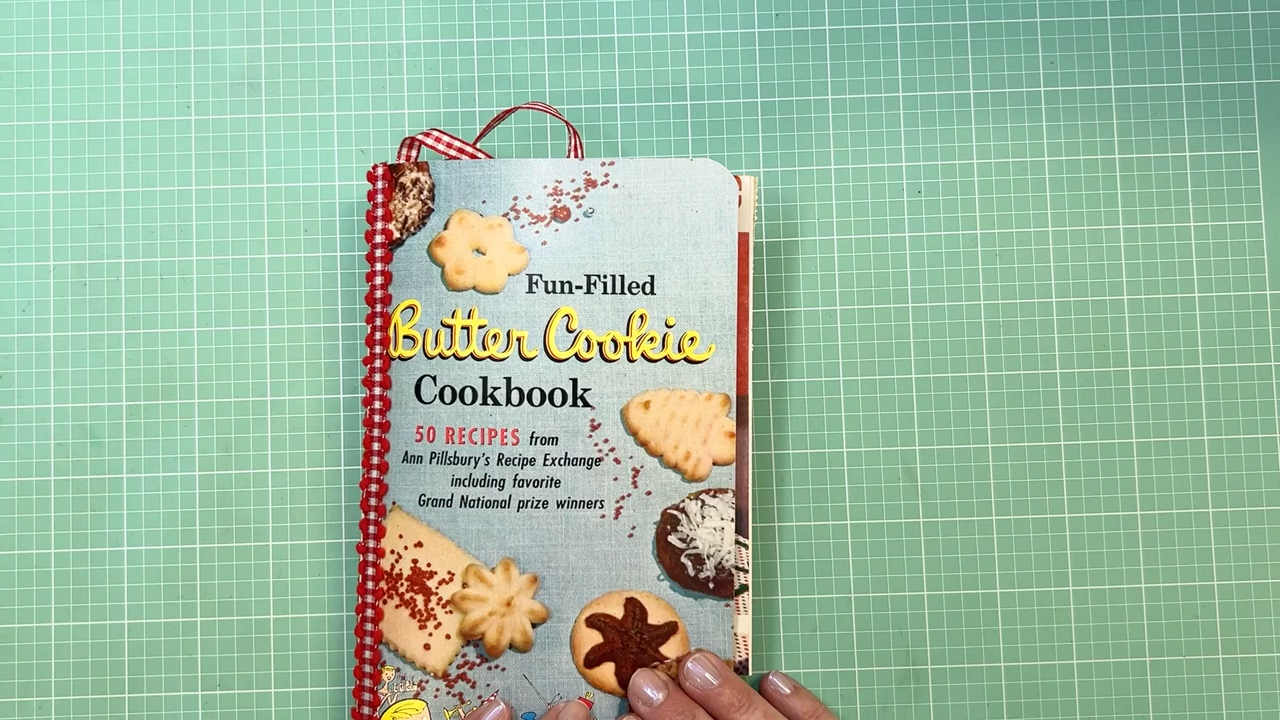 Fun-Filled
Butter Cookie
Cookbook
50 RECIPES from
Ann Pillsbury's Recipe Exchange
including favorite
Grand National prize winners